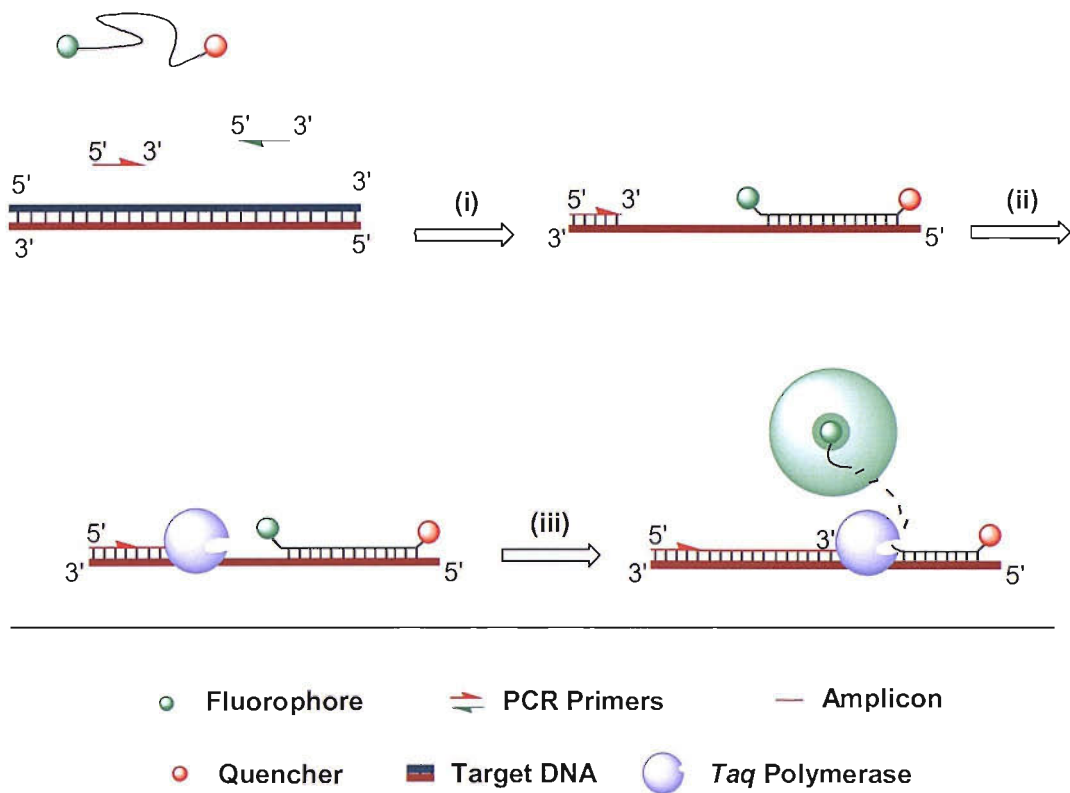 5' 3'
5' 3'
5' 3'
3' 5'
(i)
5' 3'
3' 5'
(ii)
5'
3' 5'
(iii)
5' 3'
3' 5'
Fluorophore
PCR Primers
Amplicon
Quencher
Target DNA
Taq Polymerase